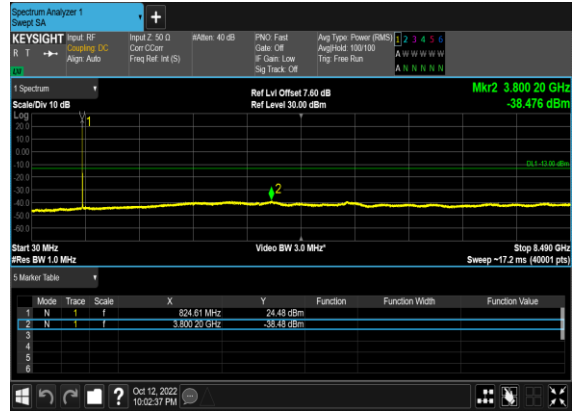 Spectrum Analyzer 1
Swept SA
KEYSIGHT Input: RF Input Z: 50 Ω #Atten: 40 dB PNO: Fast Avg Type: Power (RMS) 1 2 3 4 5 6
R T Coupling: DC Corr CCorr Gate: Off Avg|Hold: 100/100 A W W W W W
Align: Auto Freq Ref: Int (S) IF Gain: Low Trig: Free Run
Sig Track: Off A N N N N N
1 Spectrum
Ref Lvl Offset 7.60 dB Mkr2 3.800 20 GHz
Scale/Div 10 dB Ref Level 30.00 dBm -38.476 dBm
Log
1
20.0
10.0
0.00
-10.0
DL1 -13.00 dBm
-20.0
-30.0
2
-40.0
-50.0
-60.0
Start 30 MHz Video BW 3.0 MHz* Stop 8.490 GHz
#Res BW 1.0 MHz Sweep ~17.2 ms (40001 pts)
5 Marker Table
Mode Trace Scale X Y Function Function Width Function Value
1 N 1 f 824.61 MHz 24.48 dBm
2 N 1 f 3.800 20 GHz -38.48 dBm
3
4
5
6
? Oct 12, 2022
10:02:37 PM